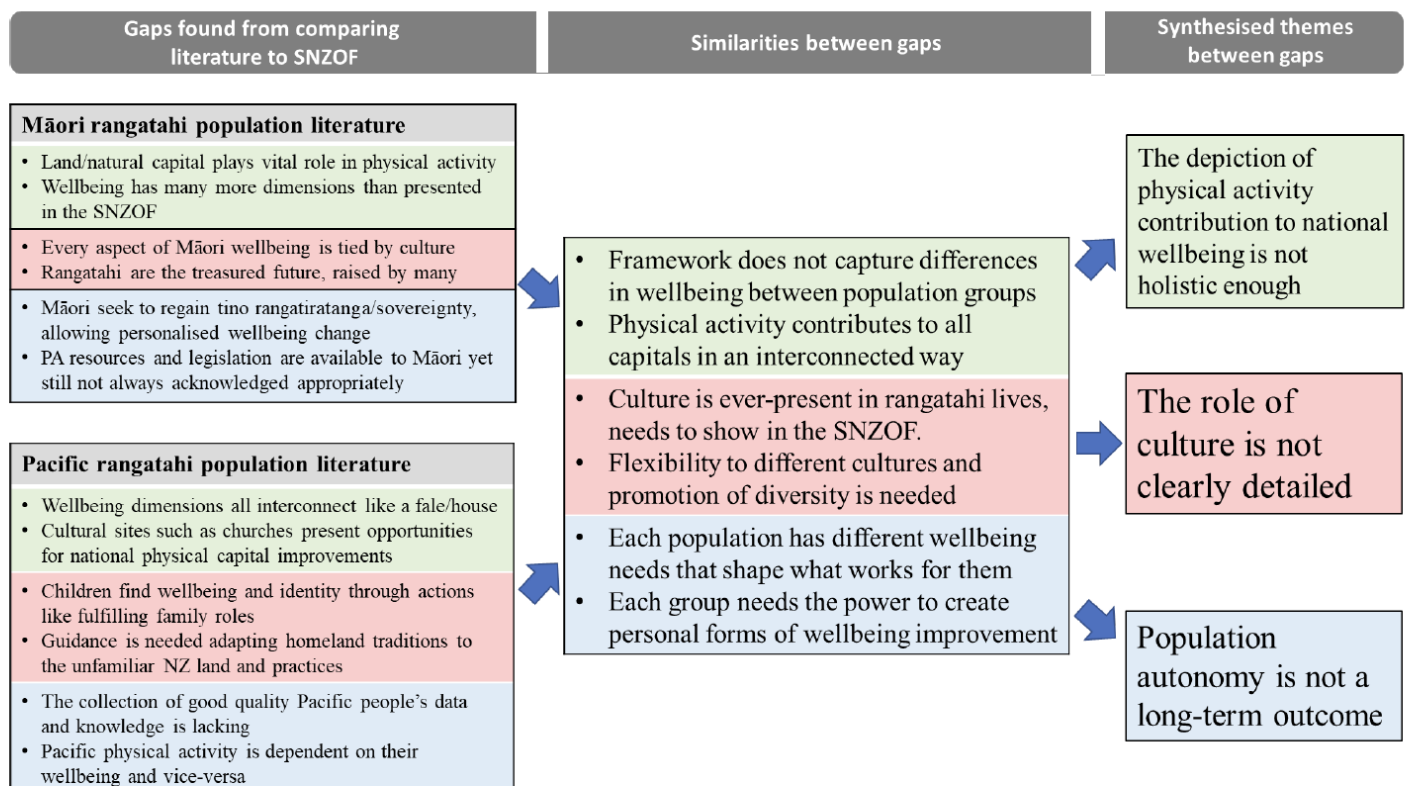 Gaps found from comparing
literature to SNZOF
Similarities between gaps
Synthesised themes
between gaps
Māori rangatahi population literature
• Land/natural capital plays vital role in physical activity
• Wellbeing has many more dimensions than presented
in the SNZOF
• Every aspect of Māori wellbeing is tied by culture
• Rangatahi are the treasured future, raised by many
• Māori seek to regain tino rangatiratanga/sovereignty,
allowing personalised wellbeing change
• PA resources and legislation are available to Māori yet
still not always acknowledged appropriately
Pacific rangatahi population literature
• Wellbeing dimensions all interconnect like a fale/house
• Cultural sites such as churches present opportunities
for national physical capital improvements
• Children find wellbeing and identity through actions
like fulfilling family roles
• Guidance is needed adapting homeland traditions to
the unfamiliar NZ land and practices
• The collection of good quality Pacific people's data
and knowledge is lacking
• Pacific physical activity is dependent on their
wellbeing and vice-versa
• Framework does not capture differences
in wellbeing between population groups
• Physical activity contributes to all
capitals in an interconnected way
• Culture is ever-present in rangatahi lives,
needs to show in the SNZOF.
• Flexibility to different cultures and
promotion of diversity is needed
• Each population has different wellbeing
needs that shape what works for them
• Each group needs the power to create
personal forms of wellbeing improvement
The depiction of
physical activity
contribution to national
wellbeing is not
holistic enough
The role of
culture is not
clearly detailed
Population
autonomy is not a
long-term outcome